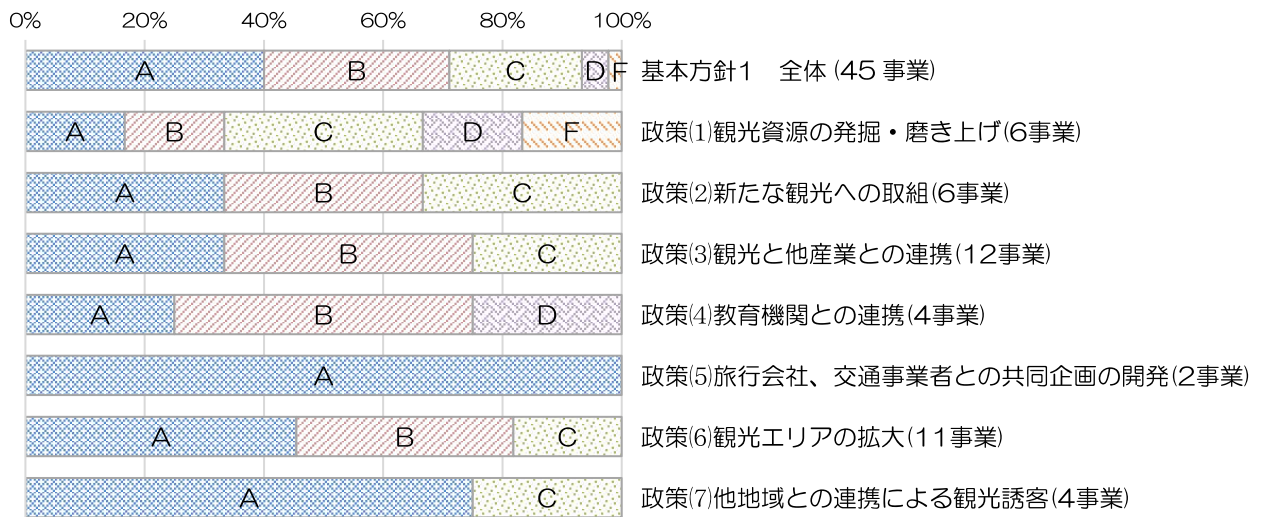 0% 20% 40% 60% 80% 100%
A B C D F 基本方針1　全体 (45 事業)
A B C D F 政策⑴観光資源の発掘・磨き上げ(6事業)
A B C 政策⑵新たな観光への取組(6事業)
A B C 政策⑶観光と他産業との連携(12事業)
A B D 政策⑷教育機関との連携(4事業)
A 政策⑸旅行会社、交通事業者との共同企画の開発(2事業)
A B C 政策⑹観光エリアの拡大(11事業)
A C 政策⑺他地域との連携による観光誘客(4事業)